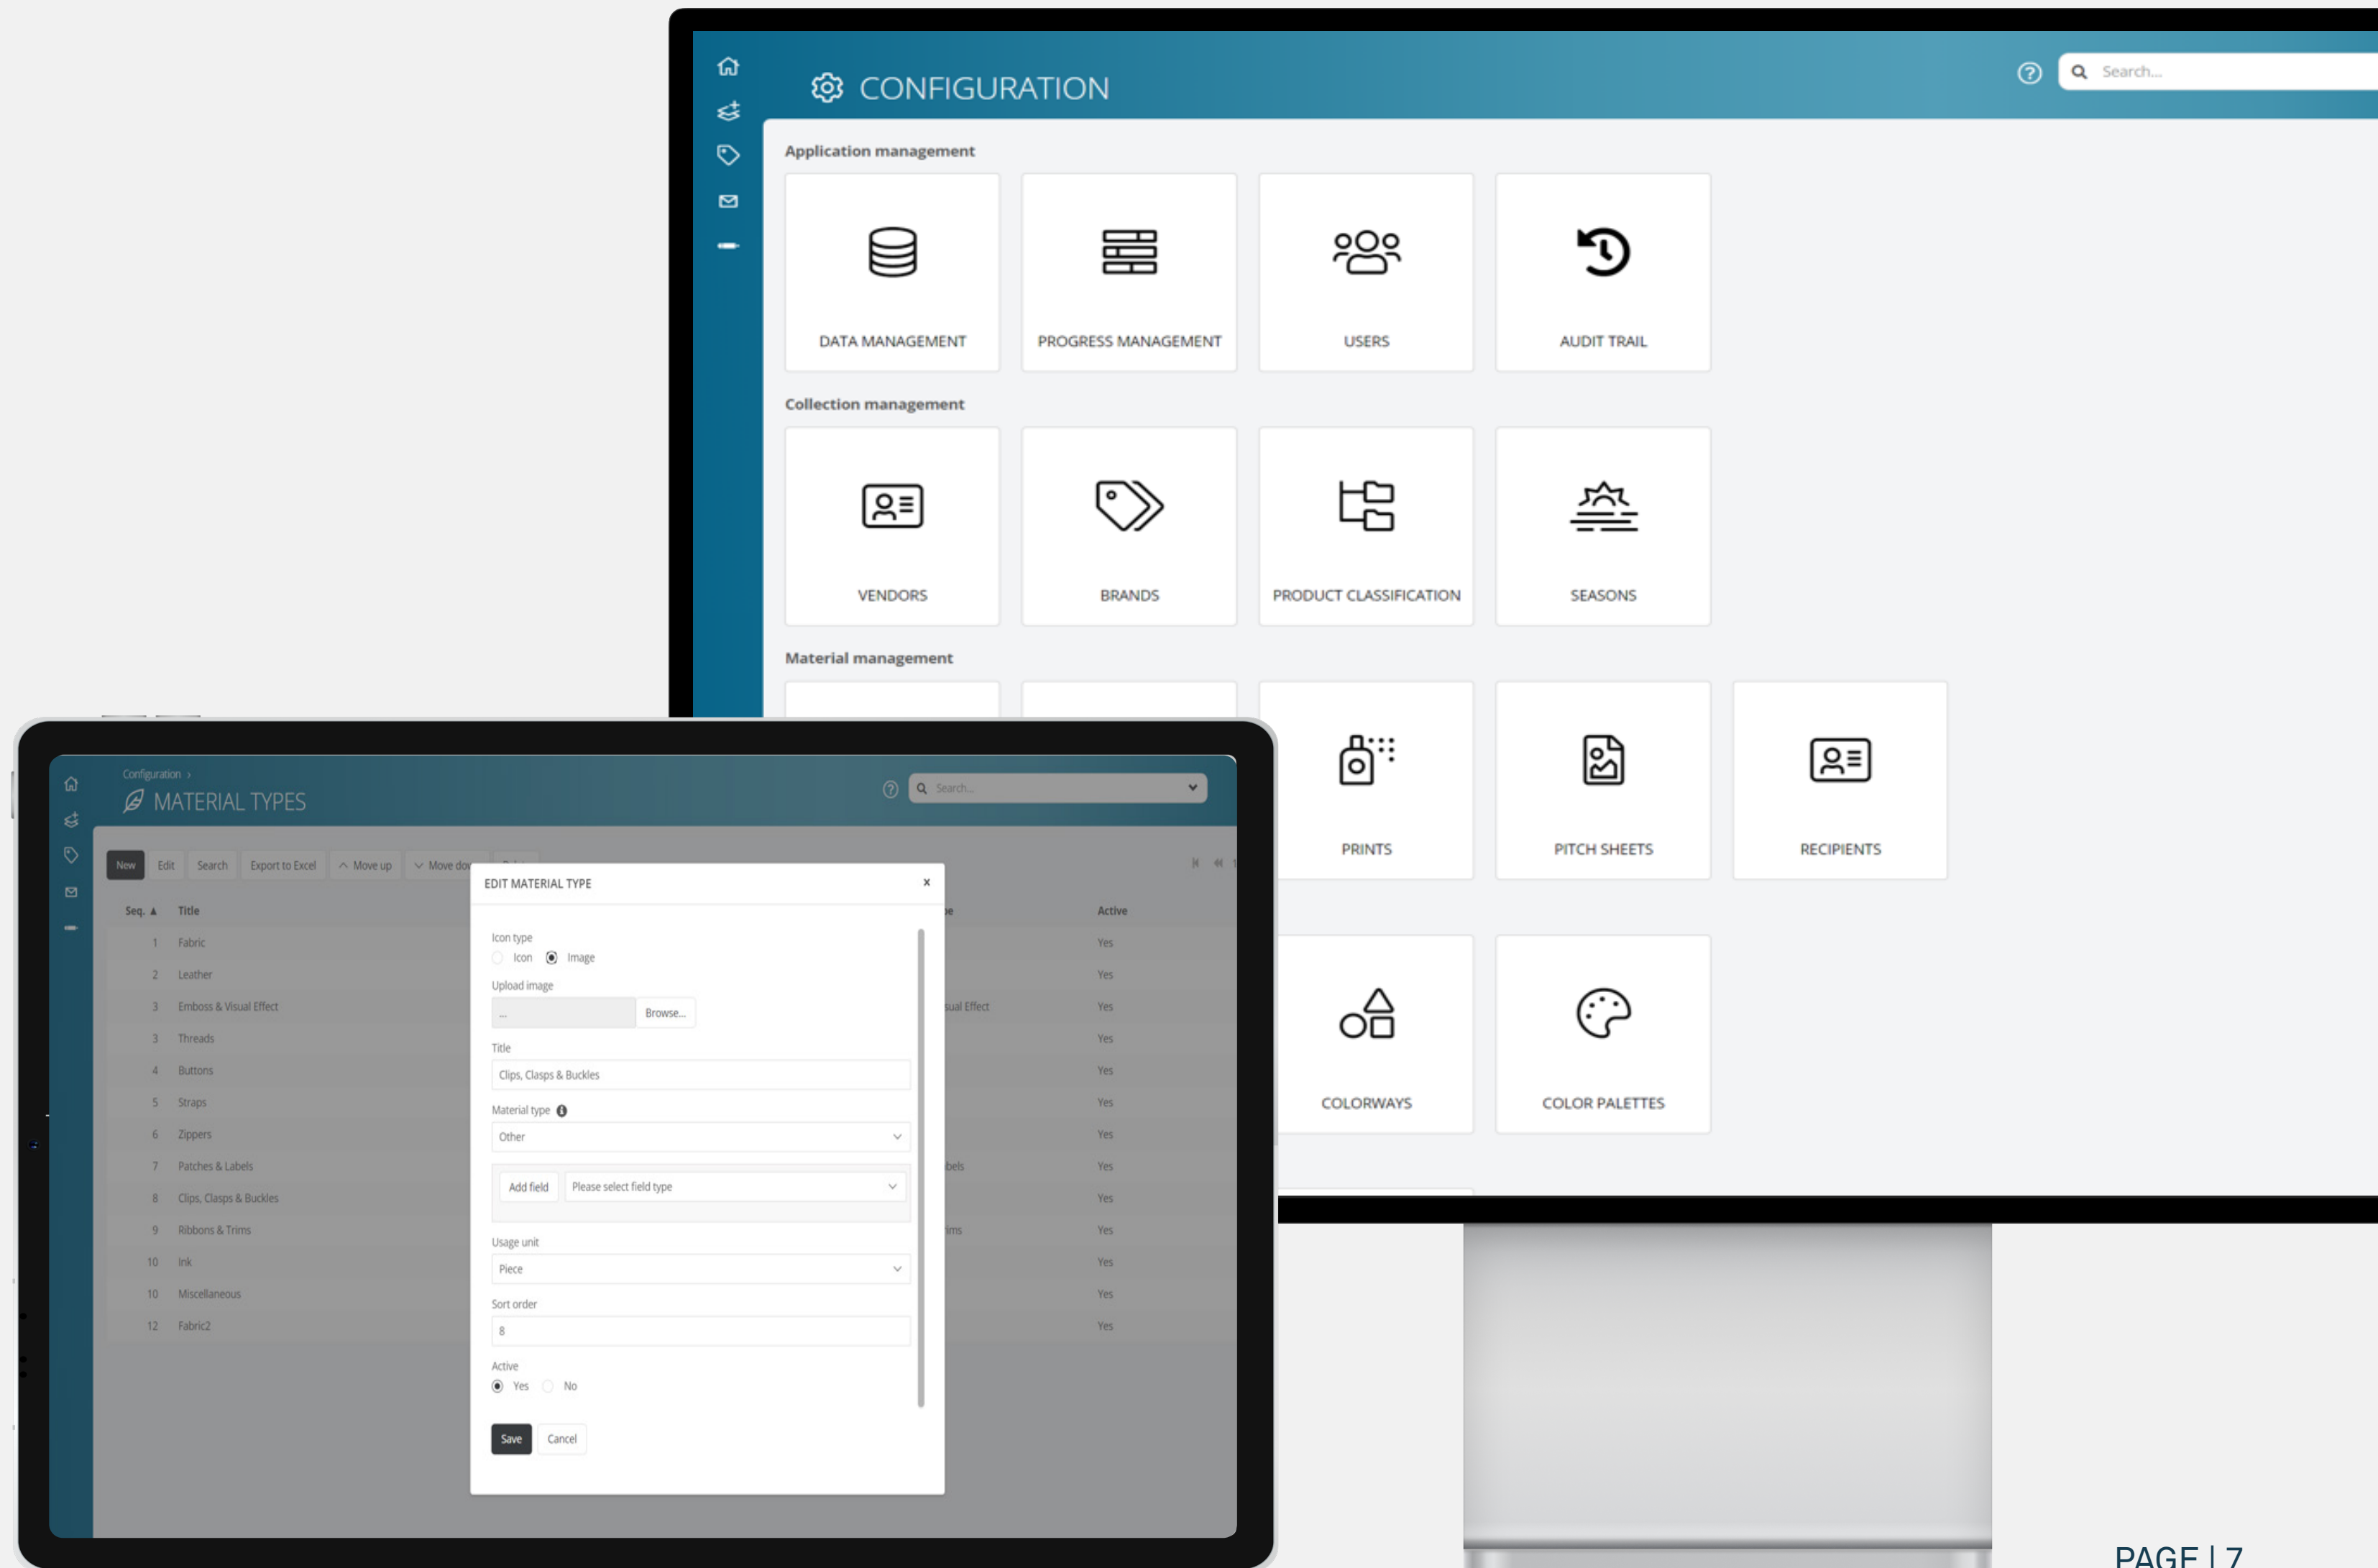 CONFIGURATION
Search...
Application management
DATA MANAGEMENT
PROGRESS MANAGEMENT
USERS
AUDIT TRAIL
Collection management
VENDORS
BRANDS
PRODUCT CLASSIFICATION
SEASONS
Material management
PRINTS
PITCH SHEETS
RECIPIENTS
COLORWAYS
COLOR PALETTES
Configuration ›
MATERIAL TYPES
Search...
New Edit Search Export to Excel Move up Move dow
Seq. Title Active
1 Fabric Yes
2 Leather Yes
3 Emboss & Visual Effect sual Effect Yes
3 Threads Yes
4 Buttons Yes
5 Straps Yes
6 Zippers Yes
7 Patches & Labels bels Yes
8 Clips, Clasps & Buckles Yes
9 Ribbons & Trims rims Yes
10 Ink Yes
10 Miscellaneous Yes
12 Fabric2 Yes
EDIT MATERIAL TYPE x
Icon type
Icon Image
Upload image
... Browse...
Title
Clips, Clasps & Buckles
Material type
Other
Add field Please select field type
Usage unit
Piece
Sort order
8
Active
Yes No
Save Cancel
PAGE | 7